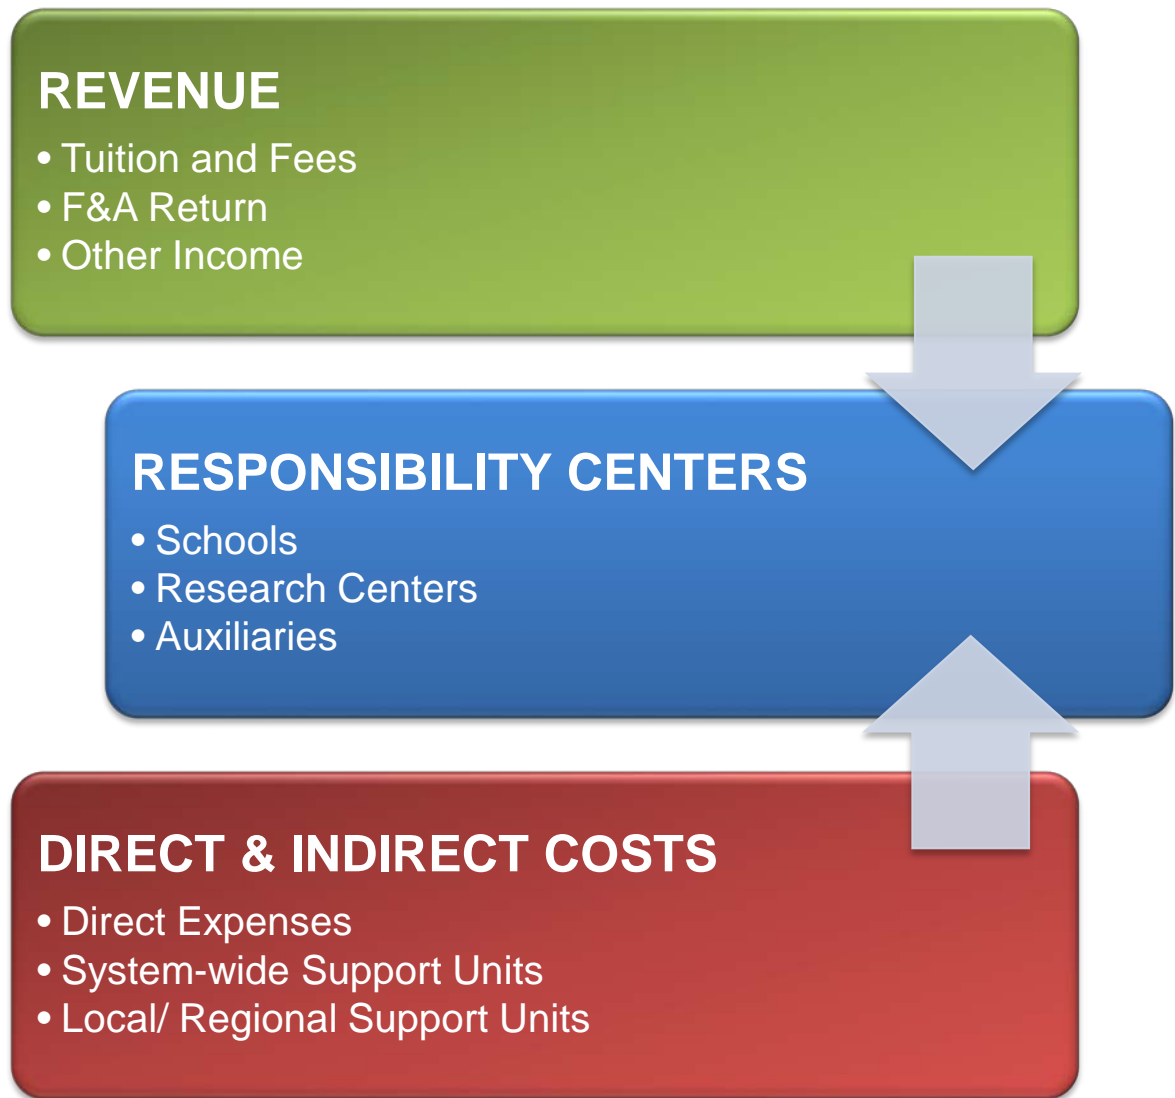 REVENUE
• Tuition and Fees
• F&A Return
• Other Income
RESPONSIBILITY CENTERS
• Schools
• Research Centers
• Auxiliaries
DIRECT & INDIRECT COSTS
• Direct Expenses
• System-wide Support Units
• Local/ Regional Support Units